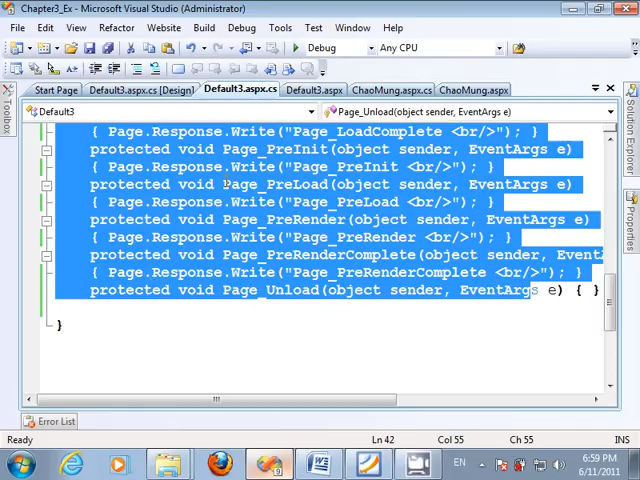 Chapter3_Ex - Microsoft Visual Studio (Administrator)
File Edit View Refactor Website Build Debug Tools Test Window Help
Debug Any CPU
Start Page Default3.aspx [Design] Default3.aspx.cs Default3.aspx ChaoMung.aspx.cs ChaoMung.aspx
Default3 Page_Unload(object sender, EventArgs e)
Toolbox
{ Page.Response.Write("Page_LoadComplete <br/>"); }
protected void Page_PreInit(object sender, EventArgs e)
{ Page.Response.Write("Page_PreInit <br/>"); }
protected void Page_PreLoad(object sender, EventArgs e)
{ Page.Response.Write("Page_PreLoad <br/>"); }
protected void Page_PreRender(object sender, EventArgs e)
{ Page.Response.Write("Page_PreRender <br/>"); }
protected void Page_PreRenderComplete(object sender, EventA
{ Page.Response.Write("Page_PreRenderComplete <br/>"); }
protected void Page_Unload(object sender, EventArgs e) { }
}
Solution Explorer
Properties
Error List
Ready Ln 42 Col 55 Ch 55 INS
EN 6:59 PM
6/11/2011